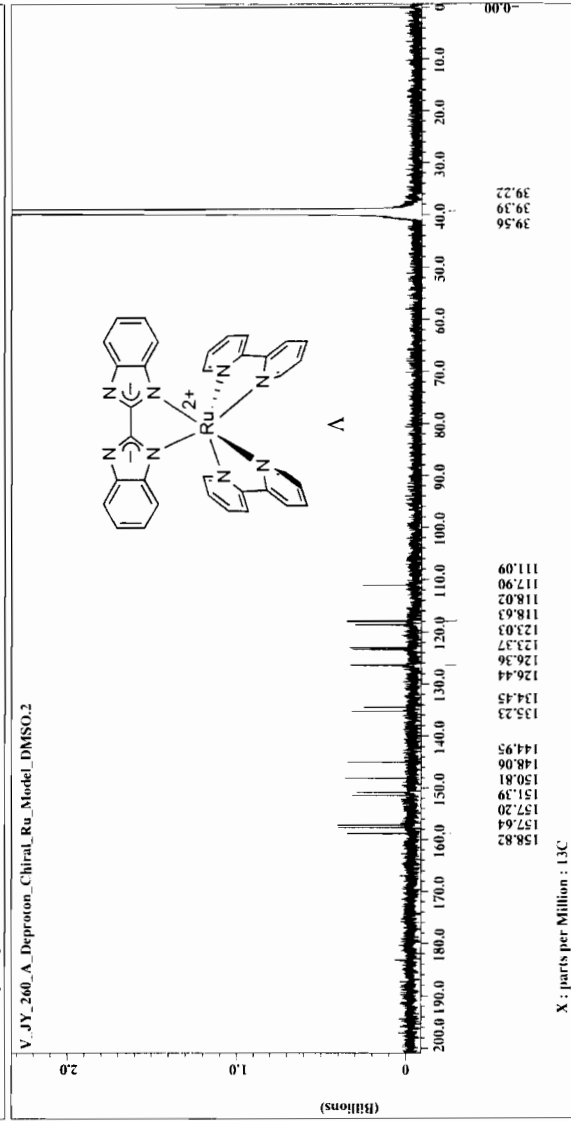 V_JY_260_A_Deproton_Chiral_Ru_Model_DMSO.2
(Billions)
2.0
1.0
0
N
N
N
N
2+
Ru
N
N
N
N
V
200.0 190.0 180.0 170.0 160.0 150.0 140.0 130.0 120.0 110.0 100.0 90.0 80.0 70.0 60.0 50.0 40.0 30.0 20.0 10.0 0
158.82
157.64
157.20
151.39
150.81
148.06
144.95
135.23
134.45
126.44
126.36
123.37
123.03
118.63
118.02
117.90
111.09
39.56
39.39
39.22
-0.00
X : parts per Million : 13C